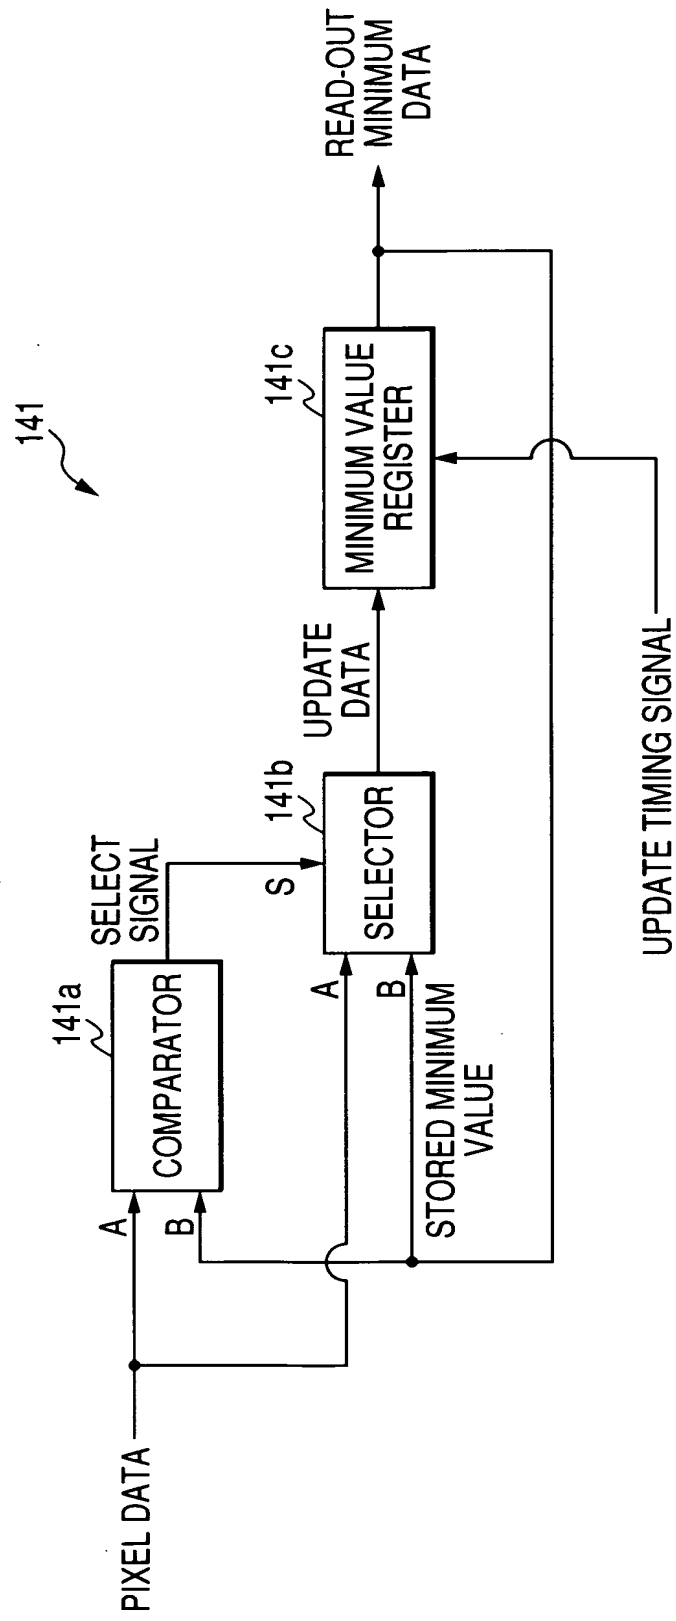 141
PIXEL DATA
A
B
141a
COMPARATOR
SELECT
SIGNAL
S
A
B
STORED MINIMUM
VALUE
141b
SELECTOR
UPDATE
DATA
141c
MINIMUM VALUE
REGISTER
READ-OUT
MINIMUM
DATA
UPDATE TIMING SIGNAL